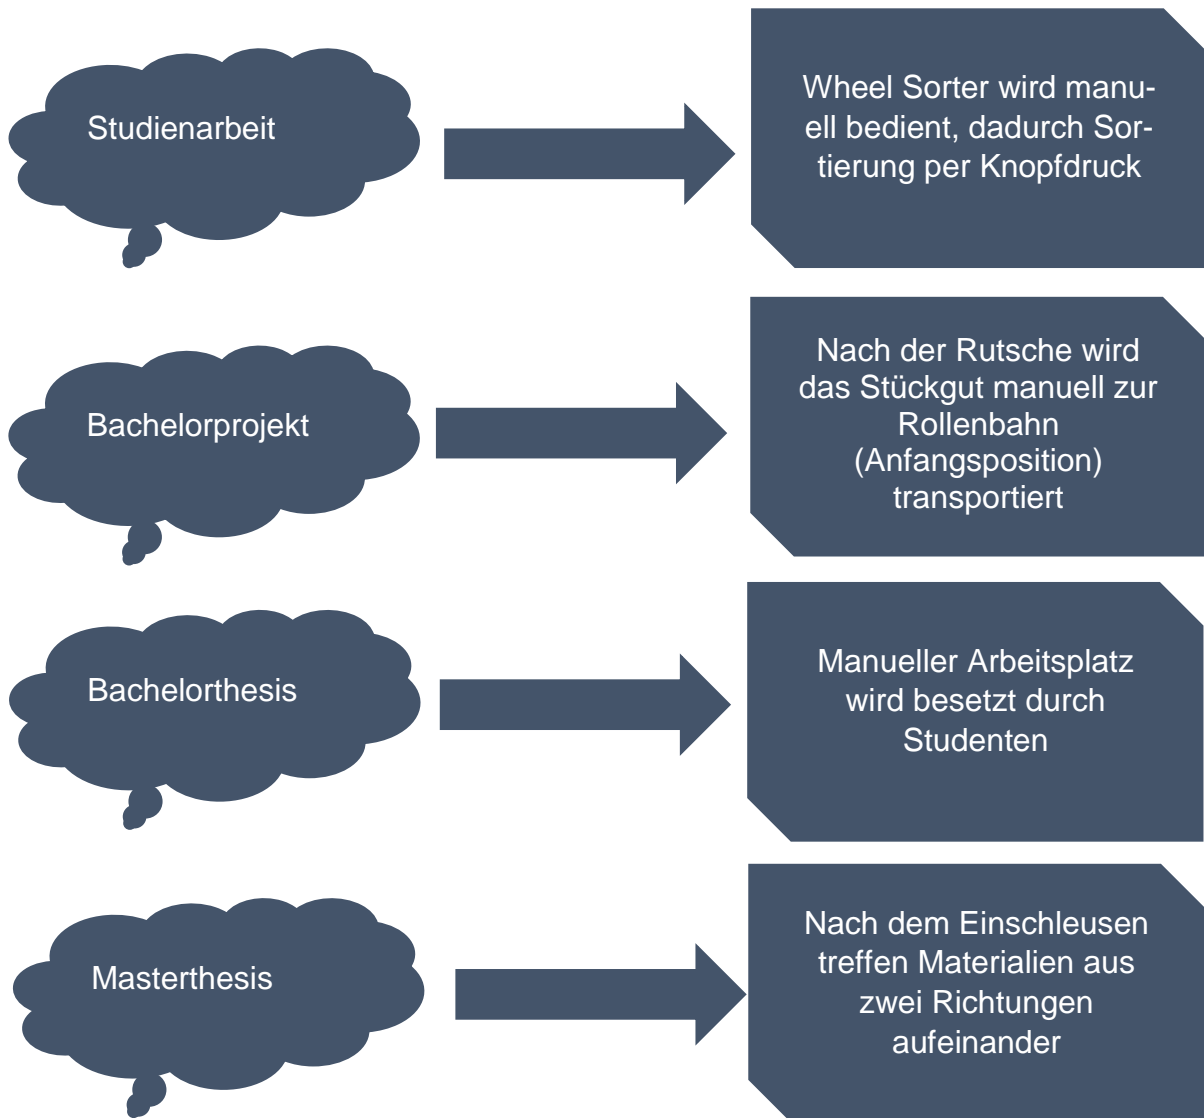 Studienarbeit
Wheel Sorter wird manu-
ell bedient, dadurch Sor-
tierung per Knopfdruck
Bachelorprojekt
Nach der Rutsche wird
das Stückgut manuell zur
Rollenbahn
(Anfangsposition)
transportiert
Bachelorthesis
Manueller Arbeitsplatz
wird besetzt durch
Studenten
Masterthesis
Nach dem Einschleusen
treffen Materialien aus
zwei Richtungen
aufeinander